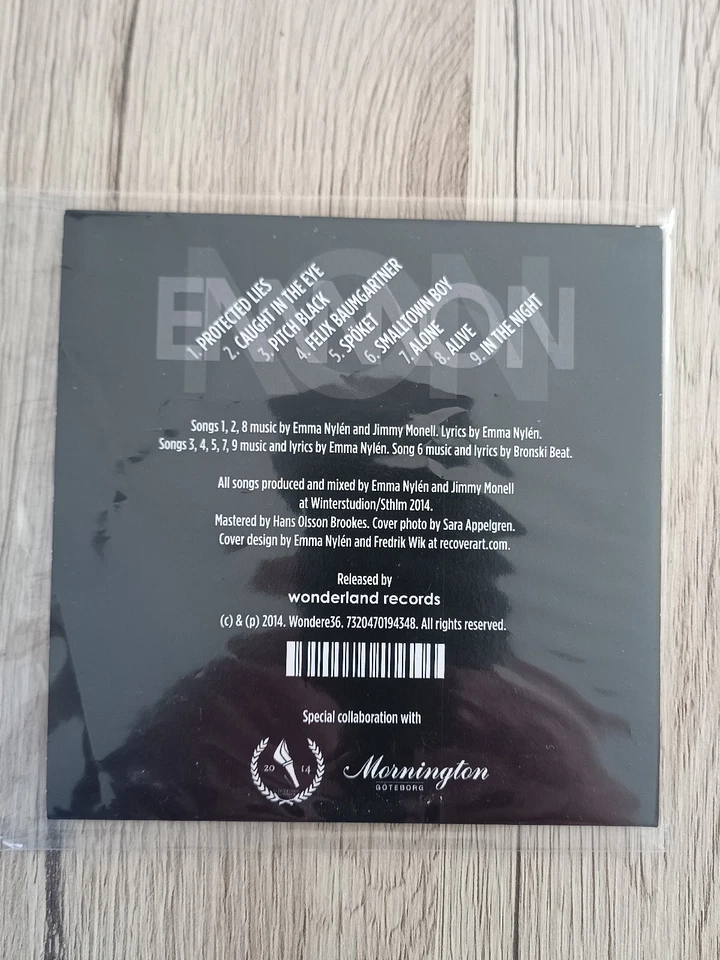 EMMON
NON
1. PROTECTED LIES
2. CAUGHT IN THE EYE
3. PITCH BLACK
4. FELIX BAUMGARTNER
5. SPÖKET
6. SMALLTOWN BOY
7. ALONE
8. ALIVE
9. IN THE NIGHT
Songs 1, 2, 8 music by Emma Nylén and Jimmy Monell. Lyrics by Emma Nylén.
Songs 3, 4, 5, 7, 9 music and lyrics by Emma Nylén. Song 6 music and lyrics by Bronski Beat.
All songs produced and mixed by Emma Nylén and Jimmy Monell
at Winterstudion/Sthlm 2014.
Mastered by Hans Olsson Brookes. Cover photo by Sara Appelgren.
Cover design by Emma Nylén and Fredrik Wik at recoverart.com.
Released by
wonderland records
(c) & (p) 2014. Wondere36. 7320470194348. All rights reserved.
Special collaboration with
20 14
Mornington
GÖTEBORG